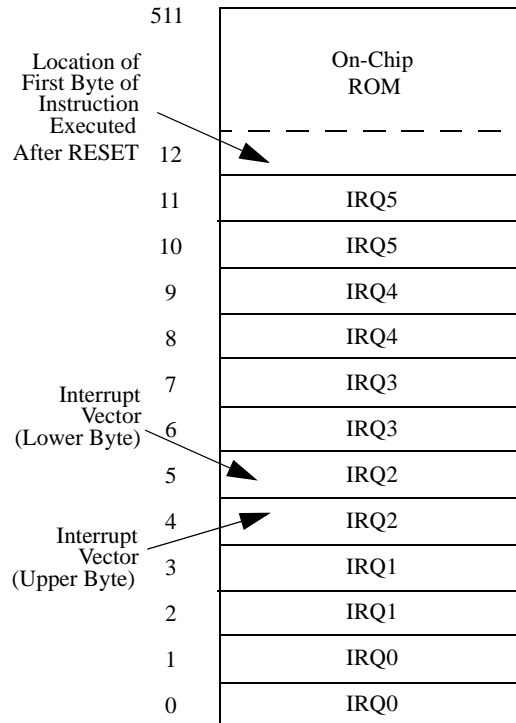 511
On-Chip
ROM
Location of
First Byte of
Instruction
Executed
After RESET 12
11 IRQ5
10 IRQ5
9 IRQ4
8 IRQ4
7 IRQ3
Interrupt
Vector
(Lower Byte)
6 IRQ3
5 IRQ2
4 IRQ2
Interrupt
Vector
(Upper Byte)
3 IRQ1
2 IRQ1
1 IRQ0
0 IRQ0